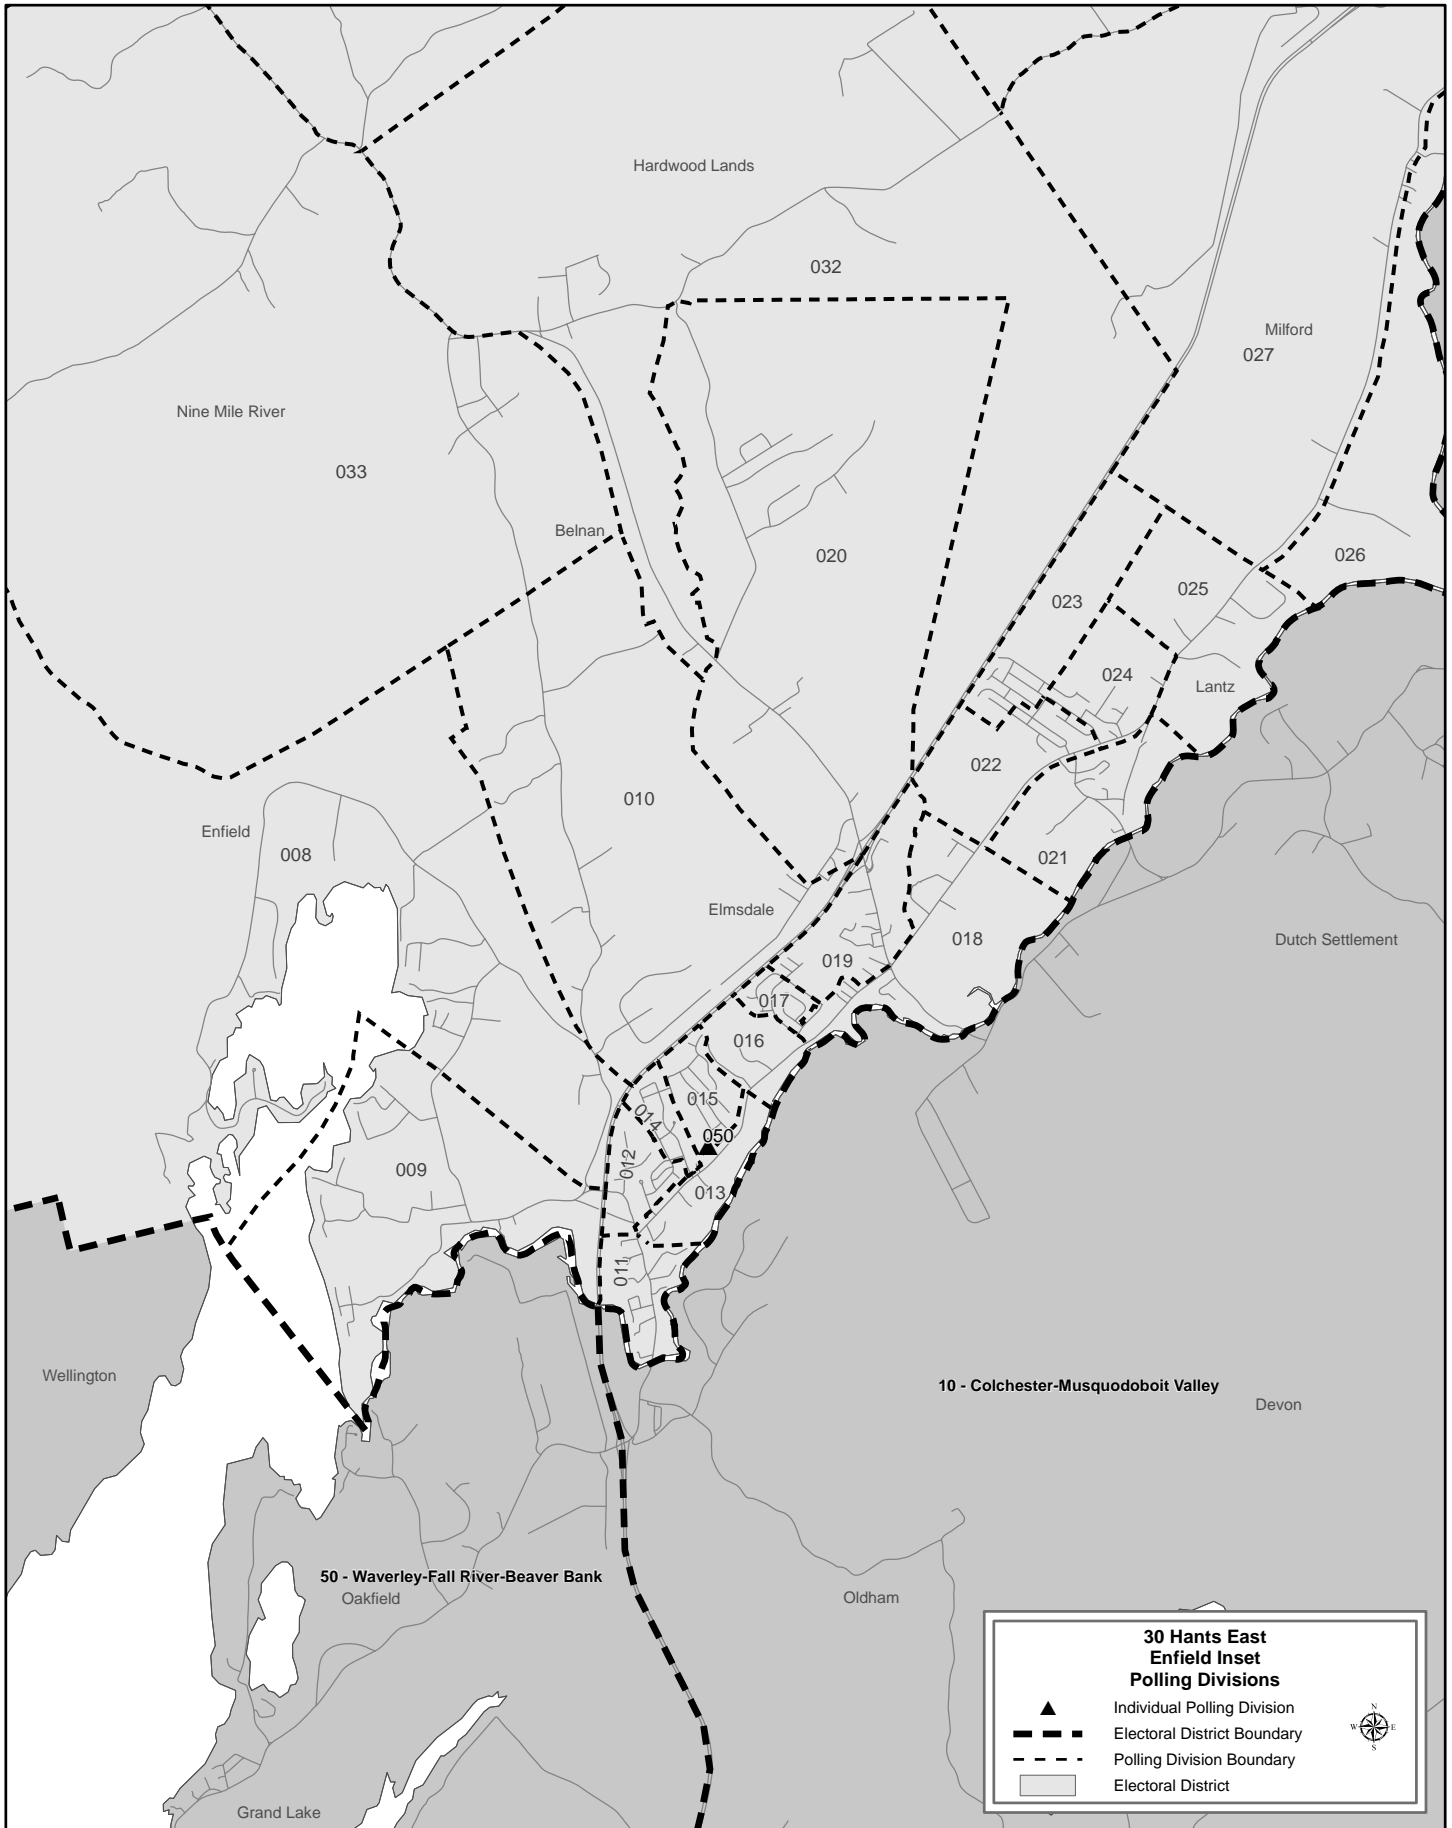 Hardwood Lands
032
Milford
027
Nine Mile River
033
Belnan
020
026
025
023
024
Lantz
022
010
Enfield
008
021
Elmsdale
018
Dutch Settlement
019
017
016
015
014
050
012
009
013
011
Wellington
10 - Colchester-Musquodoboit Valley
Devon
50 - Waverley-Fall River-Beaver Bank
Oakfield
Oldham
Grand Lake
30 Hants East
Enfield Inset
Polling Divisions
Individual Polling Division
Electoral District Boundary
Polling Division Boundary
Electoral District
N
W E
S